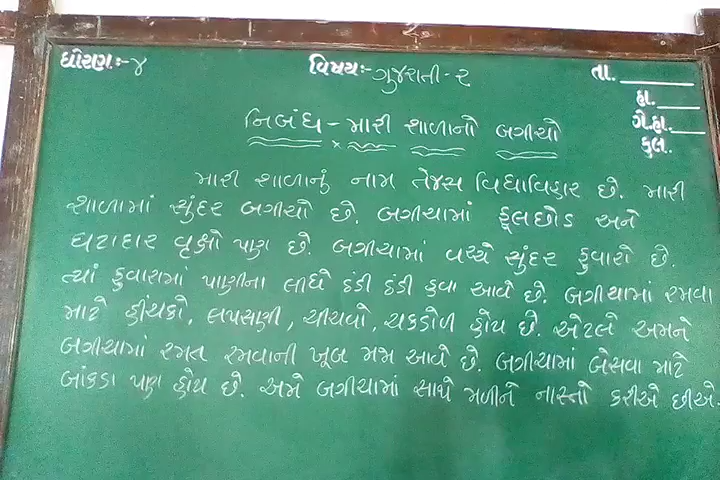 ધોરણ:-૪ વિષય:- ગુજરાતી-૨ તા.
હા.
ગે.હા.
કુલ.
નિબંધ - મારી શાળાનો બગીચો
મારી શાળાનું નામ તેજસ વિદ્યાવિહાર છે. મારી
શાળામાં સુંદર બગીચો છે. બગીચામાં ફૂલછોડ અને
ઘટાદાર વૃક્ષો પણ છે. બગીચામાં વચ્ચે સુંદર ફુવારો છે.
ત્યાં ફુવારામાં પાણીના લીધે ઠંડી ઠંડી હવા આવે છે. બગીચામાં રમવા
માટે હીંચકો, લપસણી, ચીચવો, ચકડોળ હોય છે. એટલે અમને
બગીચામાં રમત રમવાની ખૂબ મજા આવે છે. બગીચામાં બેસવા માટે
બાંકડા પણ હોય છે. અમે બગીચામાં સાથે મળીને નાસ્તો કરીએ છીએ.